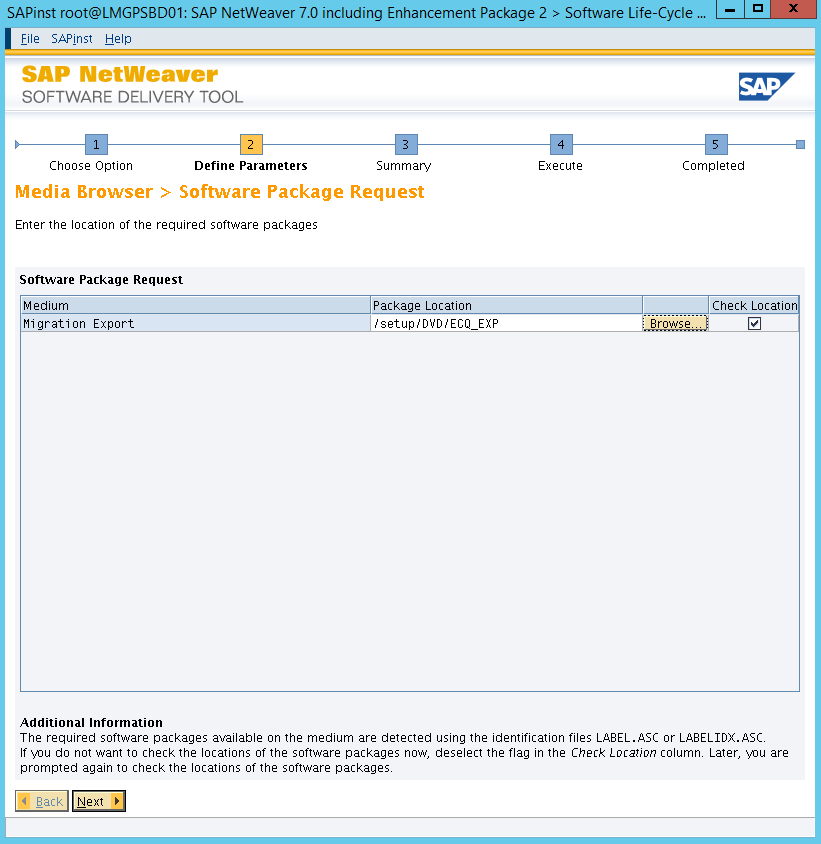 SAPinst root@LMGPSBD01: SAP NetWeaver 7.0 including Enhancement Package 2 > Software Life-Cycle ...
File SAPinst Help
SAP NetWeaver
SOFTWARE DELIVERY TOOL
SAP
1 2 3 4 5
Choose Option Define Parameters Summary Execute Completed
Media Browser > Software Package Request
Enter the location of the required software packages
Software Package Request
Medium Package Location Check Location
Migration Export /setup/DVD/ECQ_EXP Browse...
Additional Information
The required software packages available on the medium are detected using the identification files LABEL.ASC or LABELIDX.ASC.
If you do not want to check the locations of the software packages now, deselect the flag in the Check Location column. Later, you are
prompted again to check the locations of the software packages.
Back Next